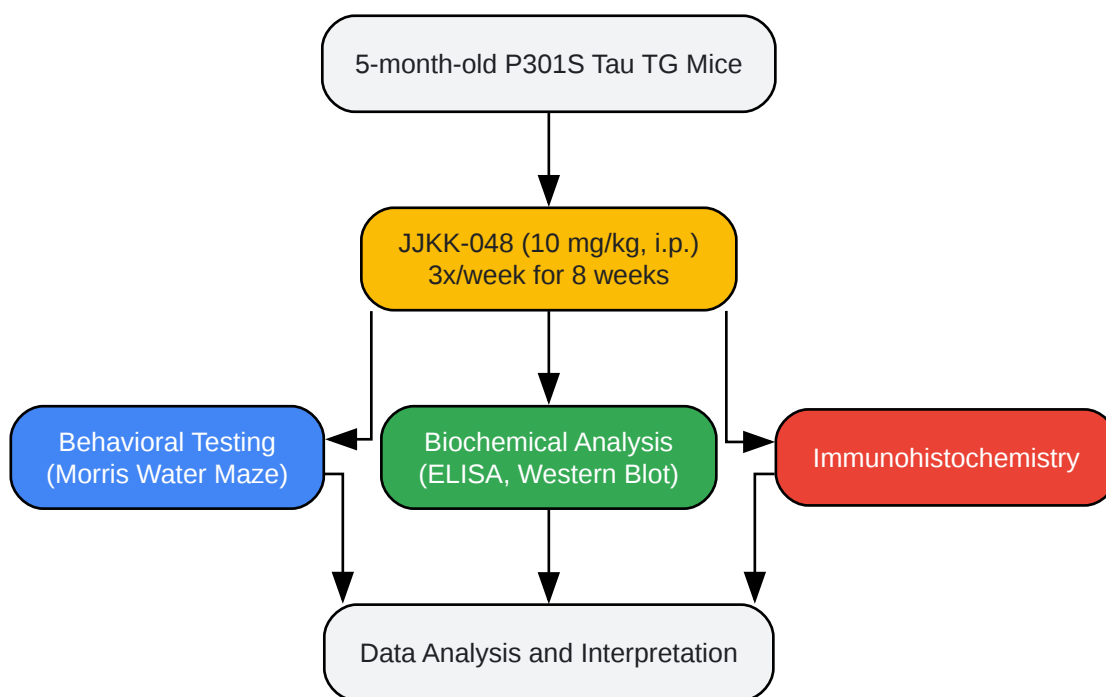 5-month-old P301S Tau TG Mice
JJKK-048 (10 mg/kg, i.p.)
3x/week for 8 weeks
Behavioral Testing
(Morris Water Maze)
Biochemical Analysis
(ELISA, Western Blot)
Immunohistochemistry
Data Analysis and Interpretation